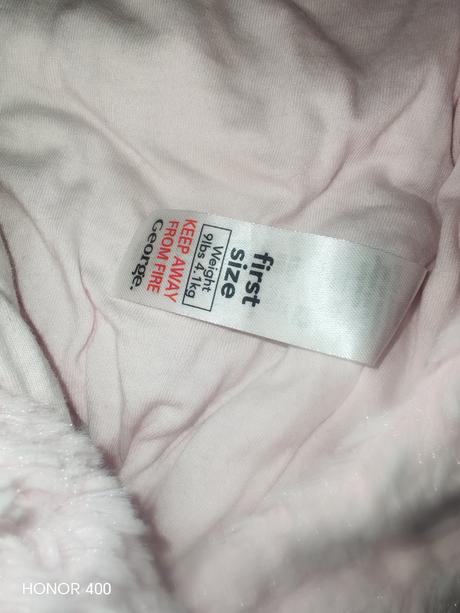 first
size
Weight
9lbs 4.1kg
KEEP AWAY
FROM FIRE
George.
HONOR 400